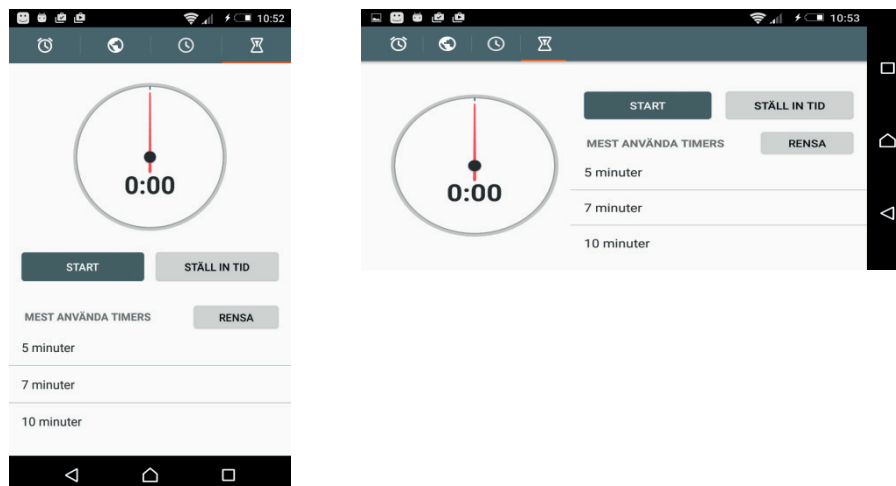 10:52
0:00
START STÄLL IN TID
MEST ANVÄNDA TIMERS RENSA
5 minuter
7 minuter
10 minuter
10:53
0:00
START STÄLL IN TID
MEST ANVÄNDA TIMERS RENSA
5 minuter
7 minuter
10 minuter